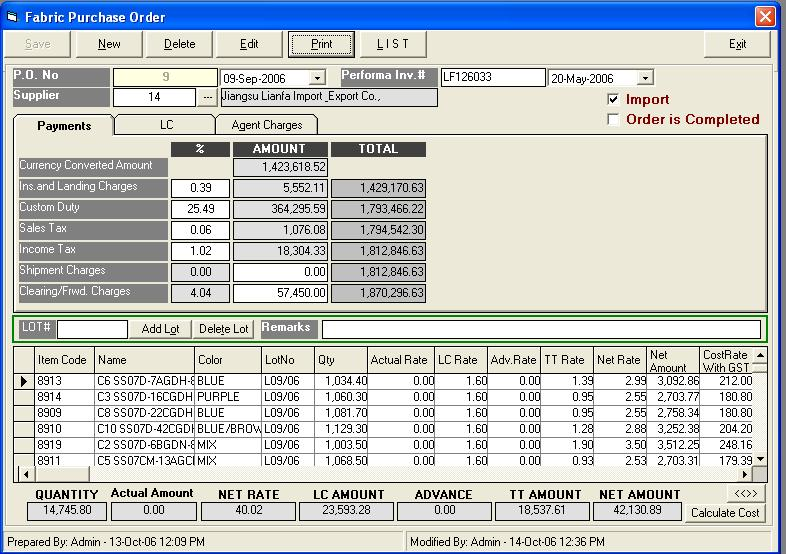 Fabric Purchase Order
Save New Delete Edit Print L I S T Exit
P.O. No 9 09-Sep-2006 Performa Inv.# LF126033 20-May-2006
Supplier 14 ... Jiangsu Lianfa Import _Export Co.,
Import
Order is Completed
Payments LC Agent Charges
% AMOUNT TOTAL
Currency Converted Amount 1,423,618.52
Ins.and Landing Charges 0.39 5,552.11 1,429,170.63
Custom Duty 25.49 364,295.59 1,793,466.22
Sales Tax 0.06 1,076.08 1,794,542.30
Income Tax 1.02 18,304.33 1,812,846.63
Shipment Charges 0.00 0.00 1,812,846.63
Clearing/Frwd. Charges 4.04 57,450.00 1,870,296.63
LOT# Add Lot Delete Lot Remarks
Item Code Name Color LotNo Qty Actual Rate LC Rate Adv.Rate TT Rate Net Rate Net Amount CostRate With GST
8913 C6 SS07D-7AGDH-8 BLUE L09/06 1,034.40 0.00 1.60 0.00 1.39 2.99 3,092.86 212.00
8914 C3 SS07D-16CGDH PURPLE L09/06 1,060.30 0.00 1.60 0.00 0.95 2.55 2,703.77 180.80
8909 C8 SS07D-22CGDH BLUE L09/06 1,081.70 0.00 1.60 0.00 0.95 2.55 2,758.34 180.80
8910 C10 SS07D-42CGDH BLUE/BROW L09/06 1,129.30 0.00 1.60 0.00 1.28 2.88 3,252.38 204.20
8919 C2 SS07D-6BGDN-8 MIX L09/06 1,003.50 0.00 1.60 0.00 1.90 3.50 3,512.25 248.16
8911 C5 SS07CM-13AGCI MIX L09/06 1,068.50 0.00 1.60 0.00 0.93 2.53 2,703.31 179.39
QUANTITY Actual Amount NET RATE LC AMOUNT ADVANCE TT AMOUNT NET AMOUNT <<>>
14,745.80 0.00 40.02 23,593.28 0.00 18,537.61 42,130.89 Calculate Cost
Prepared By: Admin - 13-Oct-06 12:09 PM Modified By: Admin - 14-Oct-06 12:36 PM